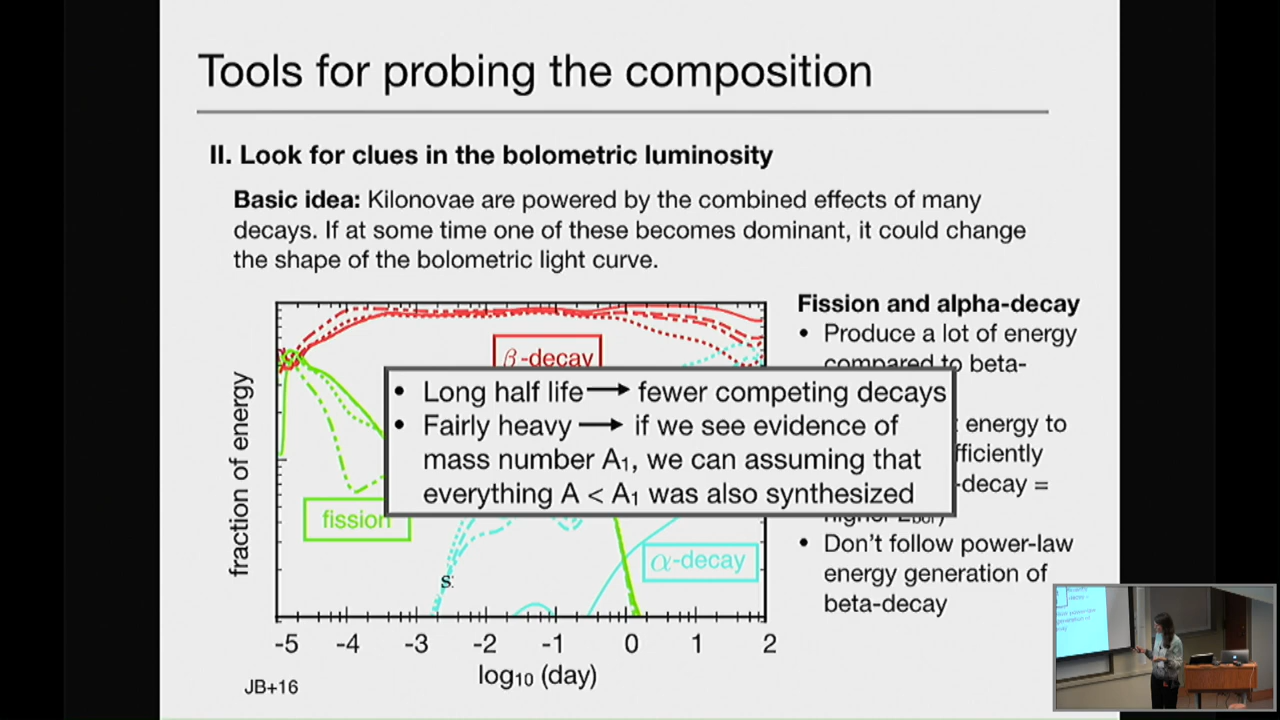 Tools for probing the composition
II. Look for clues in the bolometric luminosity
Basic idea: Kilonovae are powered by the combined effects of many
decays. If at some time one of these becomes dominant, it could change
the shape of the bolometric light curve.
fraction of energy
β-decay
fission
α-decay
s
-5 -4 -3 -2 -1 0 1 2
log₁₀ (day)
JB+16
• Long half life → fewer competing decays
• Fairly heavy → if we see evidence of
mass number A₁, we can assuming that
everything A < A₁ was also synthesized
Fission and alpha-decay
• Produce a lot of energy
compared to beta-
energy to
-decay =
• Don't follow power-law
energy generation of
beta-decay